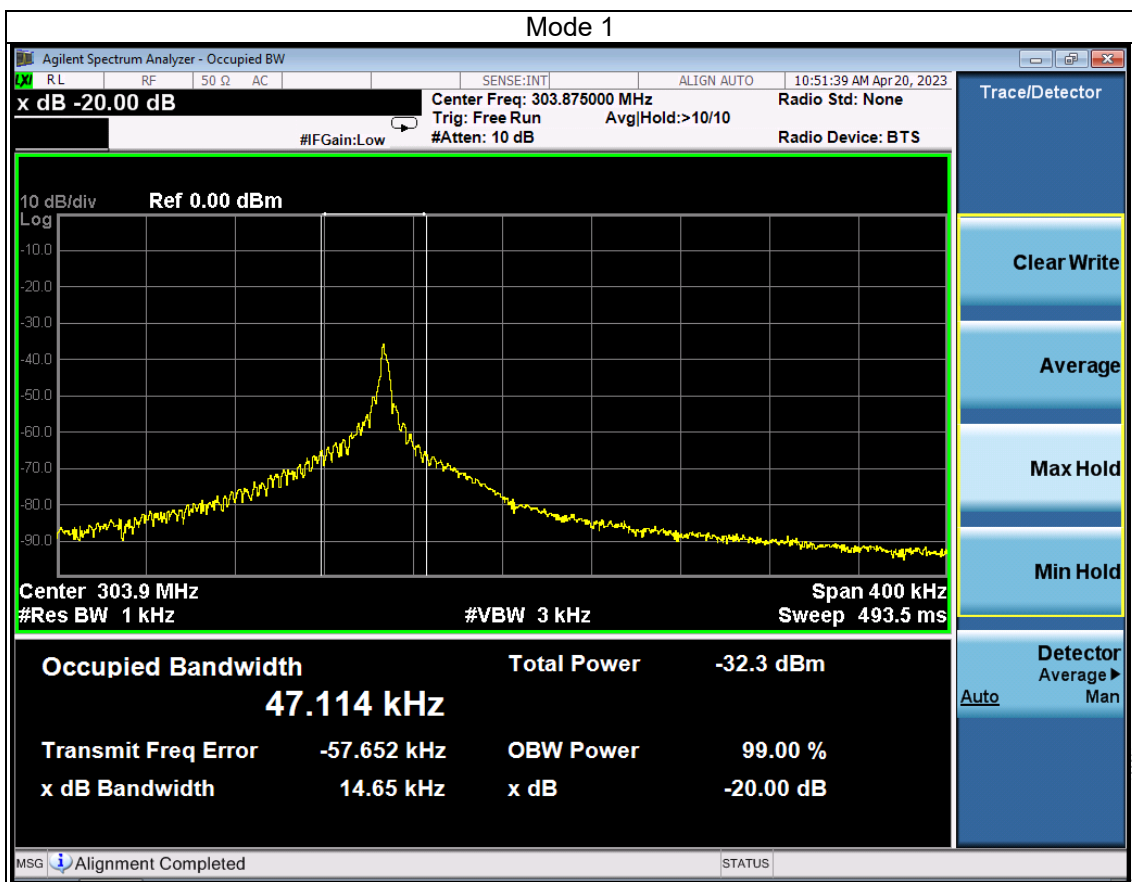 Mode 1
Agilent Spectrum Analyzer - Occupied BW
LXI RL RF 50 Ω AC SENSE:INT ALIGN AUTO 10:51:39 AM Apr 20, 2023
x dB -20.00 dB
Center Freq: 303.875000 MHz Radio Std: None
Trig: Free Run Avg|Hold:>10/10
#IFGain:Low #Atten: 10 dB Radio Device: BTS
10 dB/div Ref 0.00 dBm
Log
-10.0
-20.0
-30.0
-40.0
-50.0
-60.0
-70.0
-80.0
-90.0
Center 303.9 MHz Span 400 kHz
#Res BW 1 kHz #VBW 3 kHz Sweep 493.5 ms
Occupied Bandwidth Total Power -32.3 dBm
47.114 kHz
Transmit Freq Error -57.652 kHz OBW Power 99.00 %
x dB Bandwidth 14.65 kHz x dB -20.00 dB
MSG Alignment Completed STATUS
Trace/Detector
Clear Write
Average
Max Hold
Min Hold
Detector
Average
Auto Man